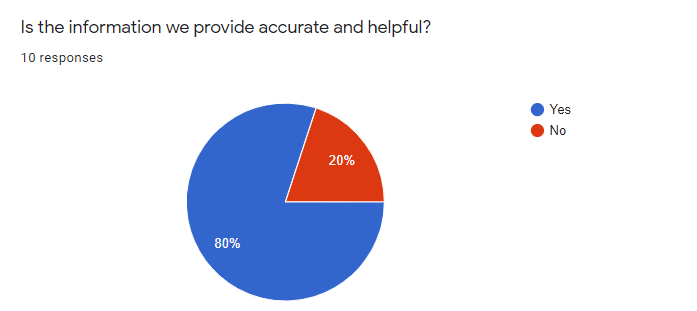 Is the information we provide accurate and helpful?
10 responses
Yes
No
20%
80%